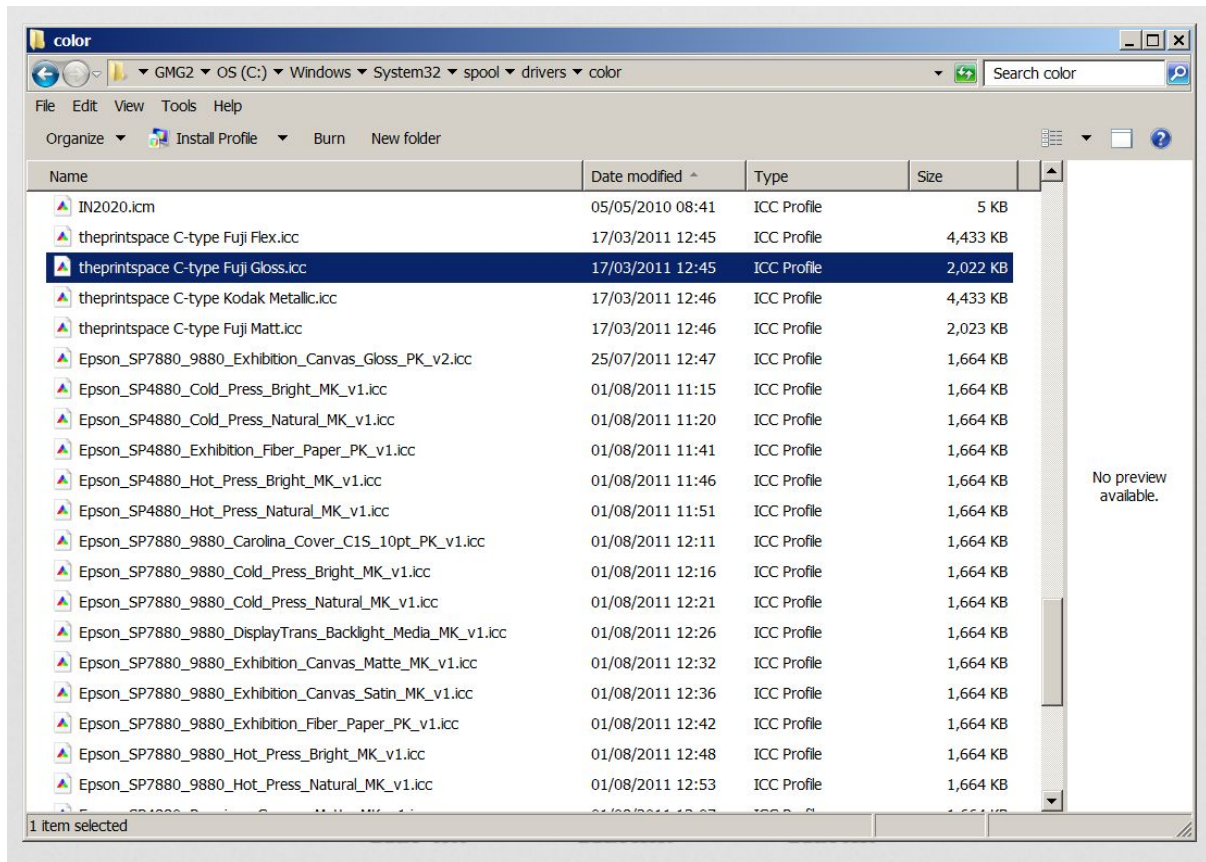 color
GMG2 OS (C:) Windows System32 spool drivers color Search color
File Edit View Tools Help
Organize Install Profile Burn New folder
Name Date modified Type Size
IN2020.icm 05/05/2010 08:41 ICC Profile 5 KB
theprintspace C-type Fuji Flex.icc 17/03/2011 12:45 ICC Profile 4,433 KB
theprintspace C-type Fuji Gloss.icc 17/03/2011 12:45 ICC Profile 2,022 KB
theprintspace C-type Kodak Metallic.icc 17/03/2011 12:46 ICC Profile 4,433 KB
theprintspace C-type Fuji Matt.icc 17/03/2011 12:46 ICC Profile 2,023 KB
Epson_SP7880_9880_Exhibition_Canvas_Gloss_PK_v2.icc 25/07/2011 12:47 ICC Profile 1,664 KB
Epson_SP4880_Cold_Press_Bright_MK_v1.icc 01/08/2011 11:15 ICC Profile 1,664 KB
Epson_SP4880_Cold_Press_Natural_MK_v1.icc 01/08/2011 11:20 ICC Profile 1,664 KB
Epson_SP4880_Exhibition_Fiber_Paper_PK_v1.icc 01/08/2011 11:41 ICC Profile 1,664 KB
Epson_SP4880_Hot_Press_Bright_MK_v1.icc 01/08/2011 11:46 ICC Profile 1,664 KB
Epson_SP4880_Hot_Press_Natural_MK_v1.icc 01/08/2011 11:51 ICC Profile 1,664 KB
Epson_SP7880_9880_Carolina_Cover_C1S_10pt_PK_v1.icc 01/08/2011 12:11 ICC Profile 1,664 KB
Epson_SP7880_9880_Cold_Press_Bright_MK_v1.icc 01/08/2011 12:16 ICC Profile 1,664 KB
Epson_SP7880_9880_Cold_Press_Natural_MK_v1.icc 01/08/2011 12:21 ICC Profile 1,664 KB
Epson_SP7880_9880_DisplayTrans_Backlight_Media_MK_v1.icc 01/08/2011 12:26 ICC Profile 1,664 KB
Epson_SP7880_9880_Exhibition_Canvas_Matte_MK_v1.icc 01/08/2011 12:32 ICC Profile 1,664 KB
Epson_SP7880_9880_Exhibition_Canvas_Satin_MK_v1.icc 01/08/2011 12:36 ICC Profile 1,664 KB
Epson_SP7880_9880_Exhibition_Fiber_Paper_PK_v1.icc 01/08/2011 12:42 ICC Profile 1,664 KB
Epson_SP7880_9880_Hot_Press_Bright_MK_v1.icc 01/08/2011 12:48 ICC Profile 1,664 KB
Epson_SP7880_9880_Hot_Press_Natural_MK_v1.icc 01/08/2011 12:53 ICC Profile 1,664 KB
No preview
available.
1 item selected